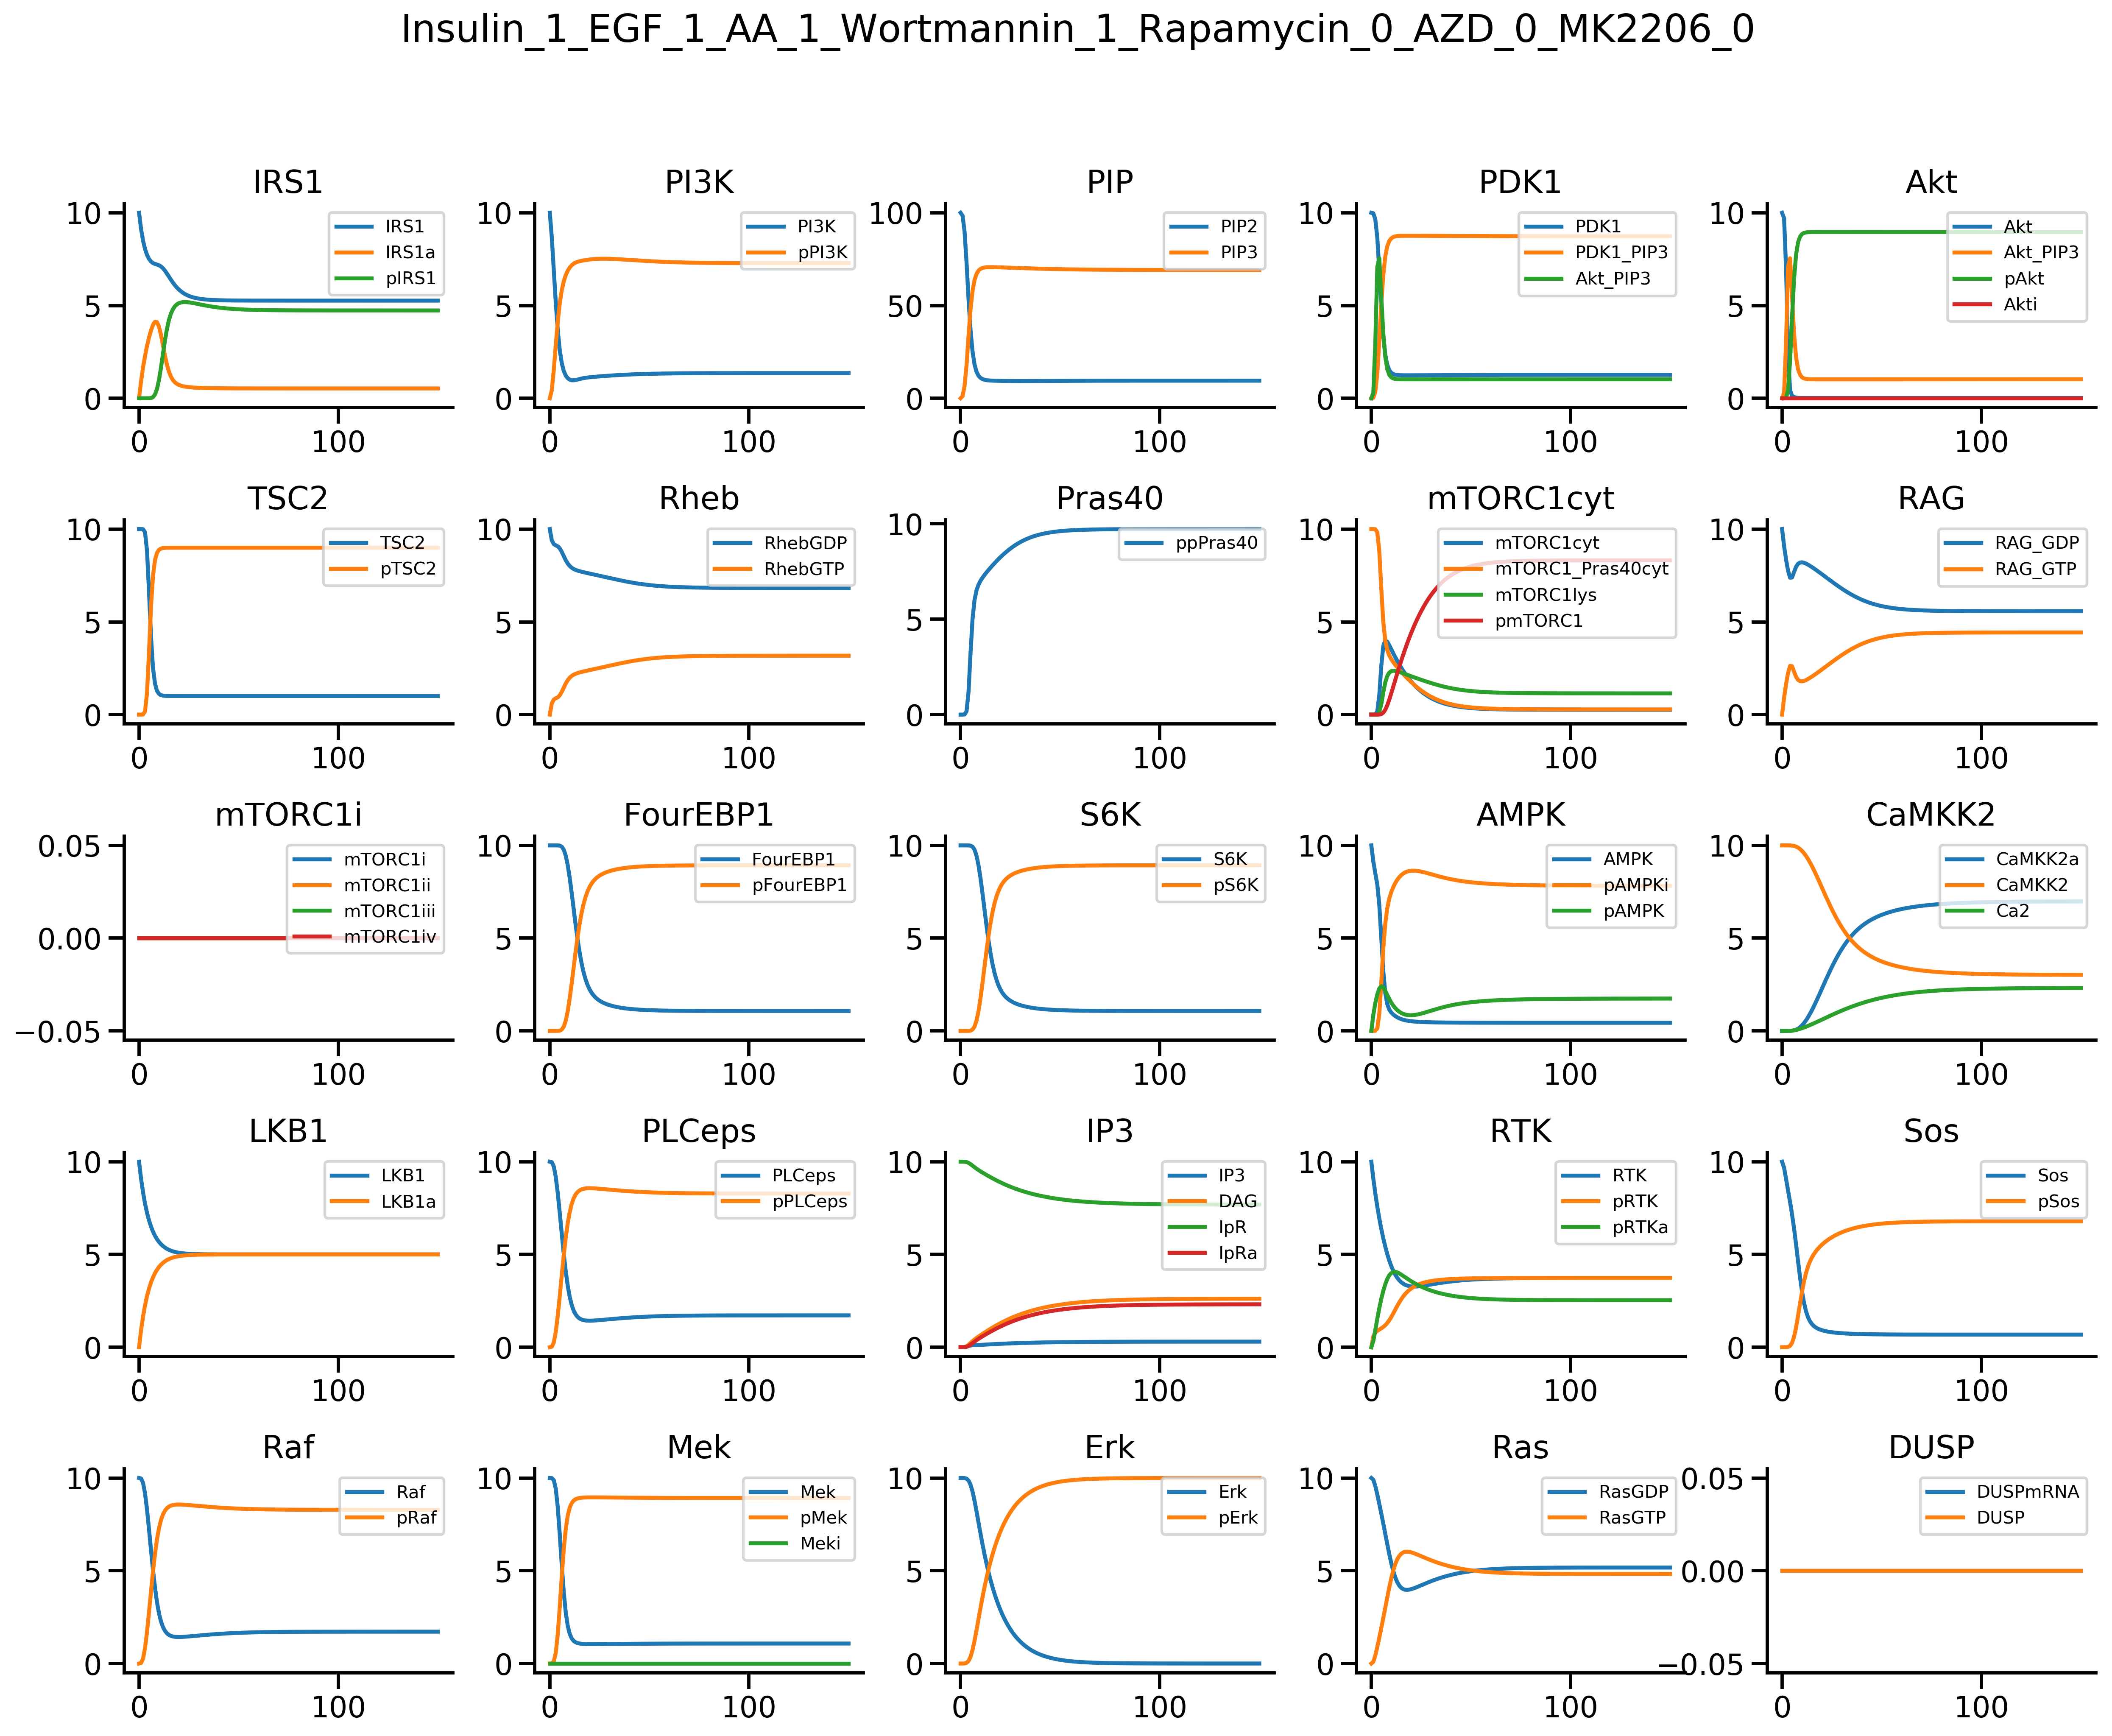 Insulin_1_EGF_1_AA_1_Wortmannin_1_Rapamycin_0_AZD_0_MK2206_0
IRS1
10
5
0
0
100
IRS1
IRS1a
pIRS1
PI3K
10
5
0
0
100
PI3K
pPI3K
PIP
100
50
0
0
100
PIP2
PIP3
PDK1
10
5
0
0
100
PDK1
PDK1_PIP3
Akt_PIP3
Akt
10
5
0
0
100
Akt
Akt_PIP3
pAkt
Akti
TSC2
10
5
0
0
100
TSC2
pTSC2
Rheb
10
5
0
0
100
RhebGDP
RhebGTP
Pras40
10
5
0
0
100
ppPras40
mTORC1cyt
10
5
0
0
100
mTORC1cyt
mTORC1_Pras40cyt
mTORC1lys
pmTORC1
RAG
10
5
0
0
100
RAG_GDP
RAG_GTP
mTORC1i
0.05
0.00
−0.05
0
100
mTORC1i
mTORC1ii
mTORC1iii
mTORC1iv
FourEBP1
10
5
0
0
100
FourEBP1
pFourEBP1
S6K
10
5
0
0
100
S6K
pS6K
AMPK
10
5
0
0
100
AMPK
pAMPKi
pAMPK
CaMKK2
10
5
0
0
100
CaMKK2a
CaMKK2
Ca2
LKB1
10
5
0
0
100
LKB1
LKB1a
PLCeps
10
5
0
0
100
PLCeps
pPLCeps
IP3
10
5
0
0
100
IP3
DAG
IpR
IpRa
RTK
10
5
0
0
100
RTK
pRTK
pRTKa
Sos
10
5
0
0
100
Sos
pSos
Raf
10
5
0
0
100
Raf
pRaf
Mek
10
5
0
0
100
Mek
pMek
Meki
Erk
10
5
0
0
100
Erk
pErk
Ras
10
5
0
0
100
RasGDP
RasGTP
DUSP
0.05
0.00
−0.05
0
100
DUSPmRNA
DUSP